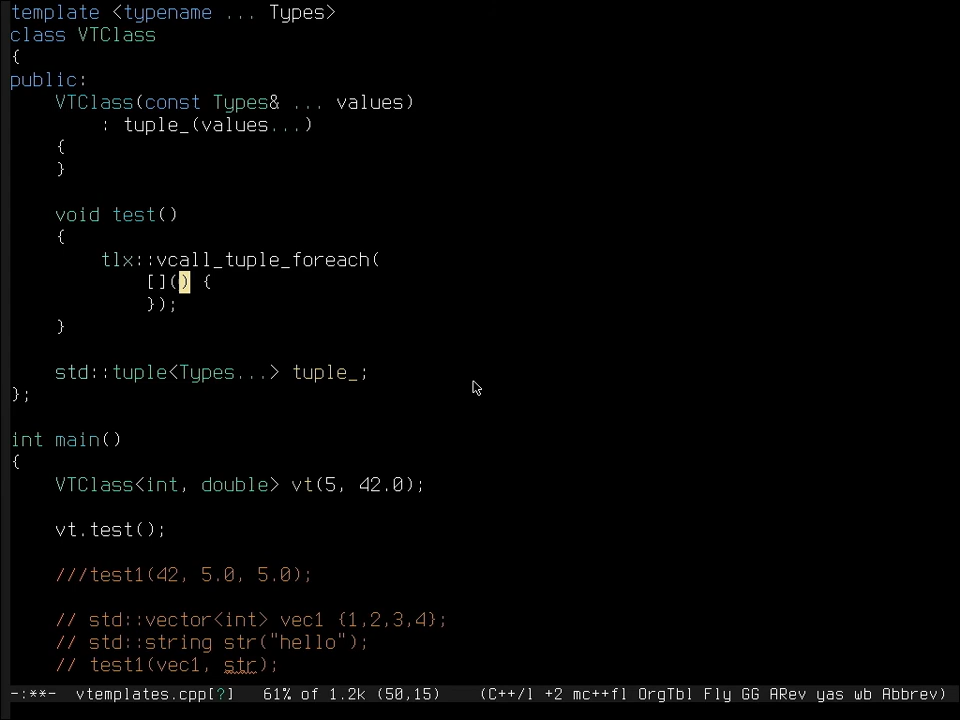 template <typename ... Types>
class VTClass
{
public:
    VTClass(const Types& ... values)
        : tuple_(values...)
    {
    }

    void test()
    {
        tlx::vcall_tuple_foreach(
            []() {
            });
    }

    std::tuple<Types...> tuple_;
};

int main()
{
    VTClass<int, double> vt(5, 42.0);

    vt.test();

    ///test1(42, 5.0, 5.0);

    // std::vector<int> vec1 {1,2,3,4};
    // std::string str("hello");
    // test1(vec1, str);
-:**-  vtemplates.cpp[?]   61% of 1.2k (50,15)    (C++/l +2 mc++fl OrgTbl Fly GG ARev yas wb Abbrev)